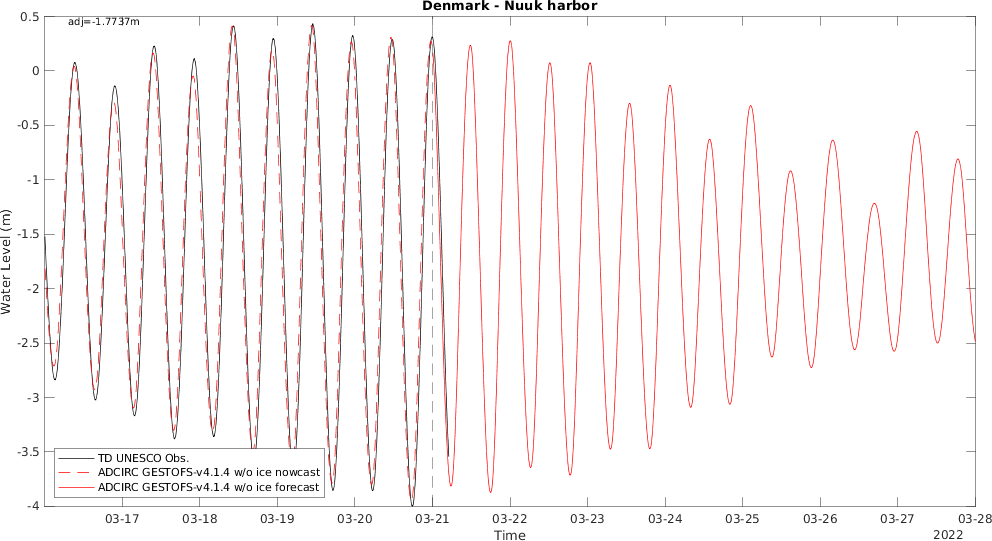 Denmark - Nuuk harbor
adj=-1.7737m
0.5
0
-0.5
-1
-1.5
-2
-2.5
-3
-3.5
-4
Water Level (m)
TD UNESCO Obs.
ADCIRC GESTOFS-v4.1.4 w/o ice nowcast
ADCIRC GESTOFS-v4.1.4 w/o ice forecast
03-17 03-18 03-19 03-20 03-21 03-22 03-23 03-24 03-25 03-26 03-27 03-28
Time
2022